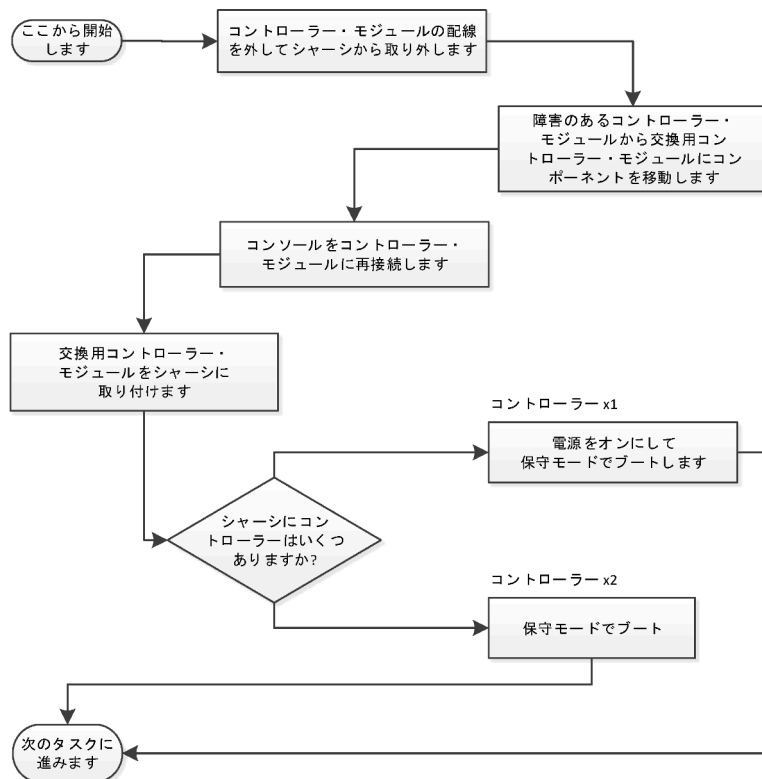 ここから開始
します
コントローラー・モジュールの配線
を外してシャーシから取り外します
障害のあるコントローラー・
モジュールから交換用コン
トローラー・モジュールにコン
ポーネントを移動します
コンソールをコントローラー・
モジュールに再接続します
交換用コントローラー・
モジュールをシャーシに
取り付けます
コントローラー x1
電源をオンにして
保守モードでブートします
シャーシにコン
トローラーはいくつ
ありますか?
コントローラー x2
保守モードでブート
次のタスクに
進みます